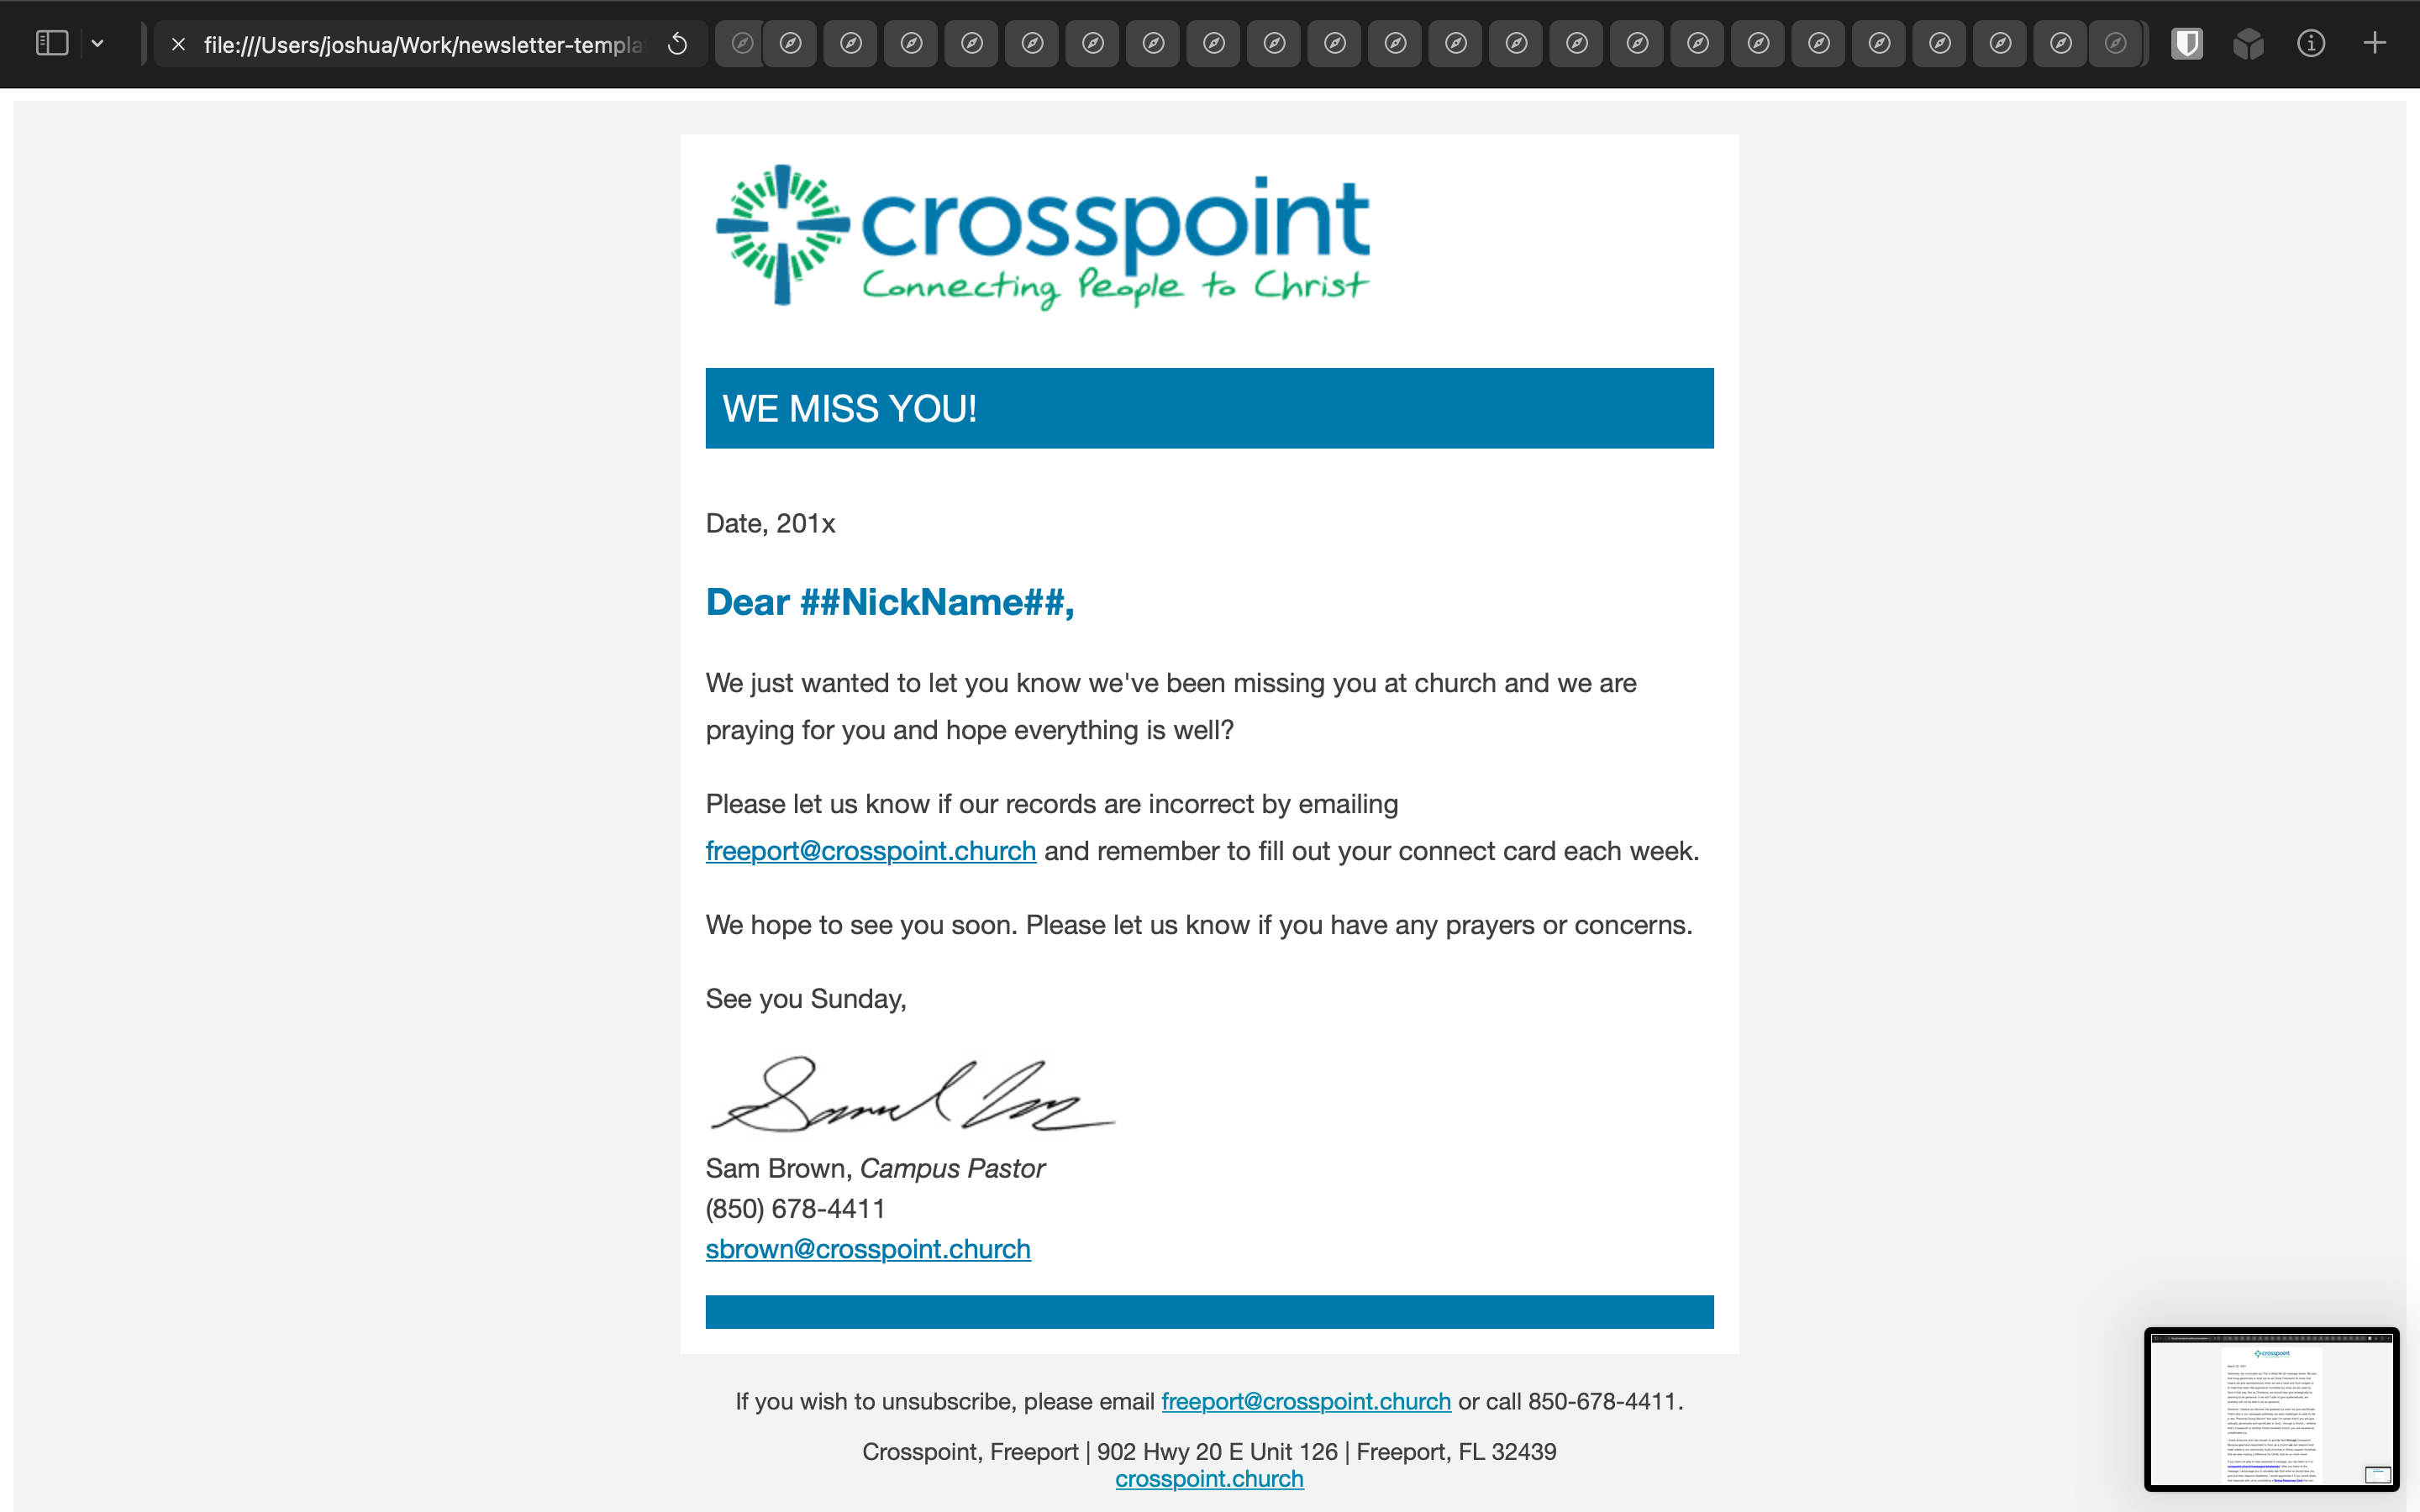 file:///Users/joshua/Work/newsletter-templa
crosspoint
Connecting People to Christ
WE MISS YOU!
Date, 201x
Dear ##NickName##,
We just wanted to let you know we've been missing you at church and we are
praying for you and hope everything is well?
Please let us know if our records are incorrect by emailing
freeport@crosspoint.church and remember to fill out your connect card each week.
We hope to see you soon. Please let us know if you have any prayers or concerns.
See you Sunday,
Sam Brown, Campus Pastor
(850) 678-4411
sbrown@crosspoint.church
If you wish to unsubscribe, please email freeport@crosspoint.church or call 850-678-4411.
Crosspoint, Freeport | 902 Hwy 20 E Unit 126 | Freeport, FL 32439
crosspoint.church
crosspoint